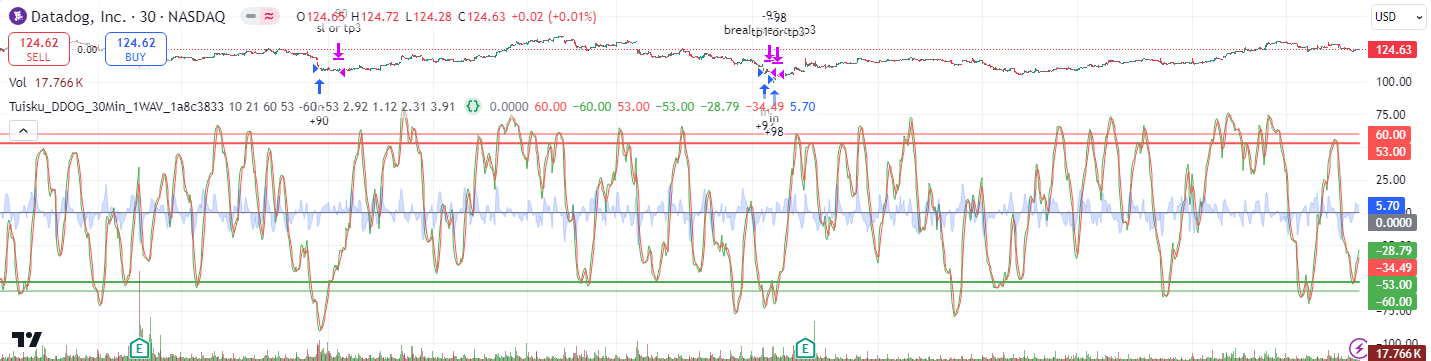 Datadog, Inc. · 30 · NASDAQ O124.65 H124.72 L124.28 C124.63 +0.02 (+0.01%)
USD
124.62
SELL
0.00
124.62
BUY
sl or tp3
-98
124.63
Vol 17.766K
100.00
Tuisku_DDOG_30Min_1WAV_1a8c3833 10 21 60 53 -60 -53 2.92 1.12 2.31 3.91 0.0000 60.00 −60.00 53.00 −53.00 −28.79 −34.49 5.70
+90
+98
75.00
60.00
53.00
25.00
5.70
0.0000
−28.79
−34.49
−53.00
−60.00
E
E
17.766K